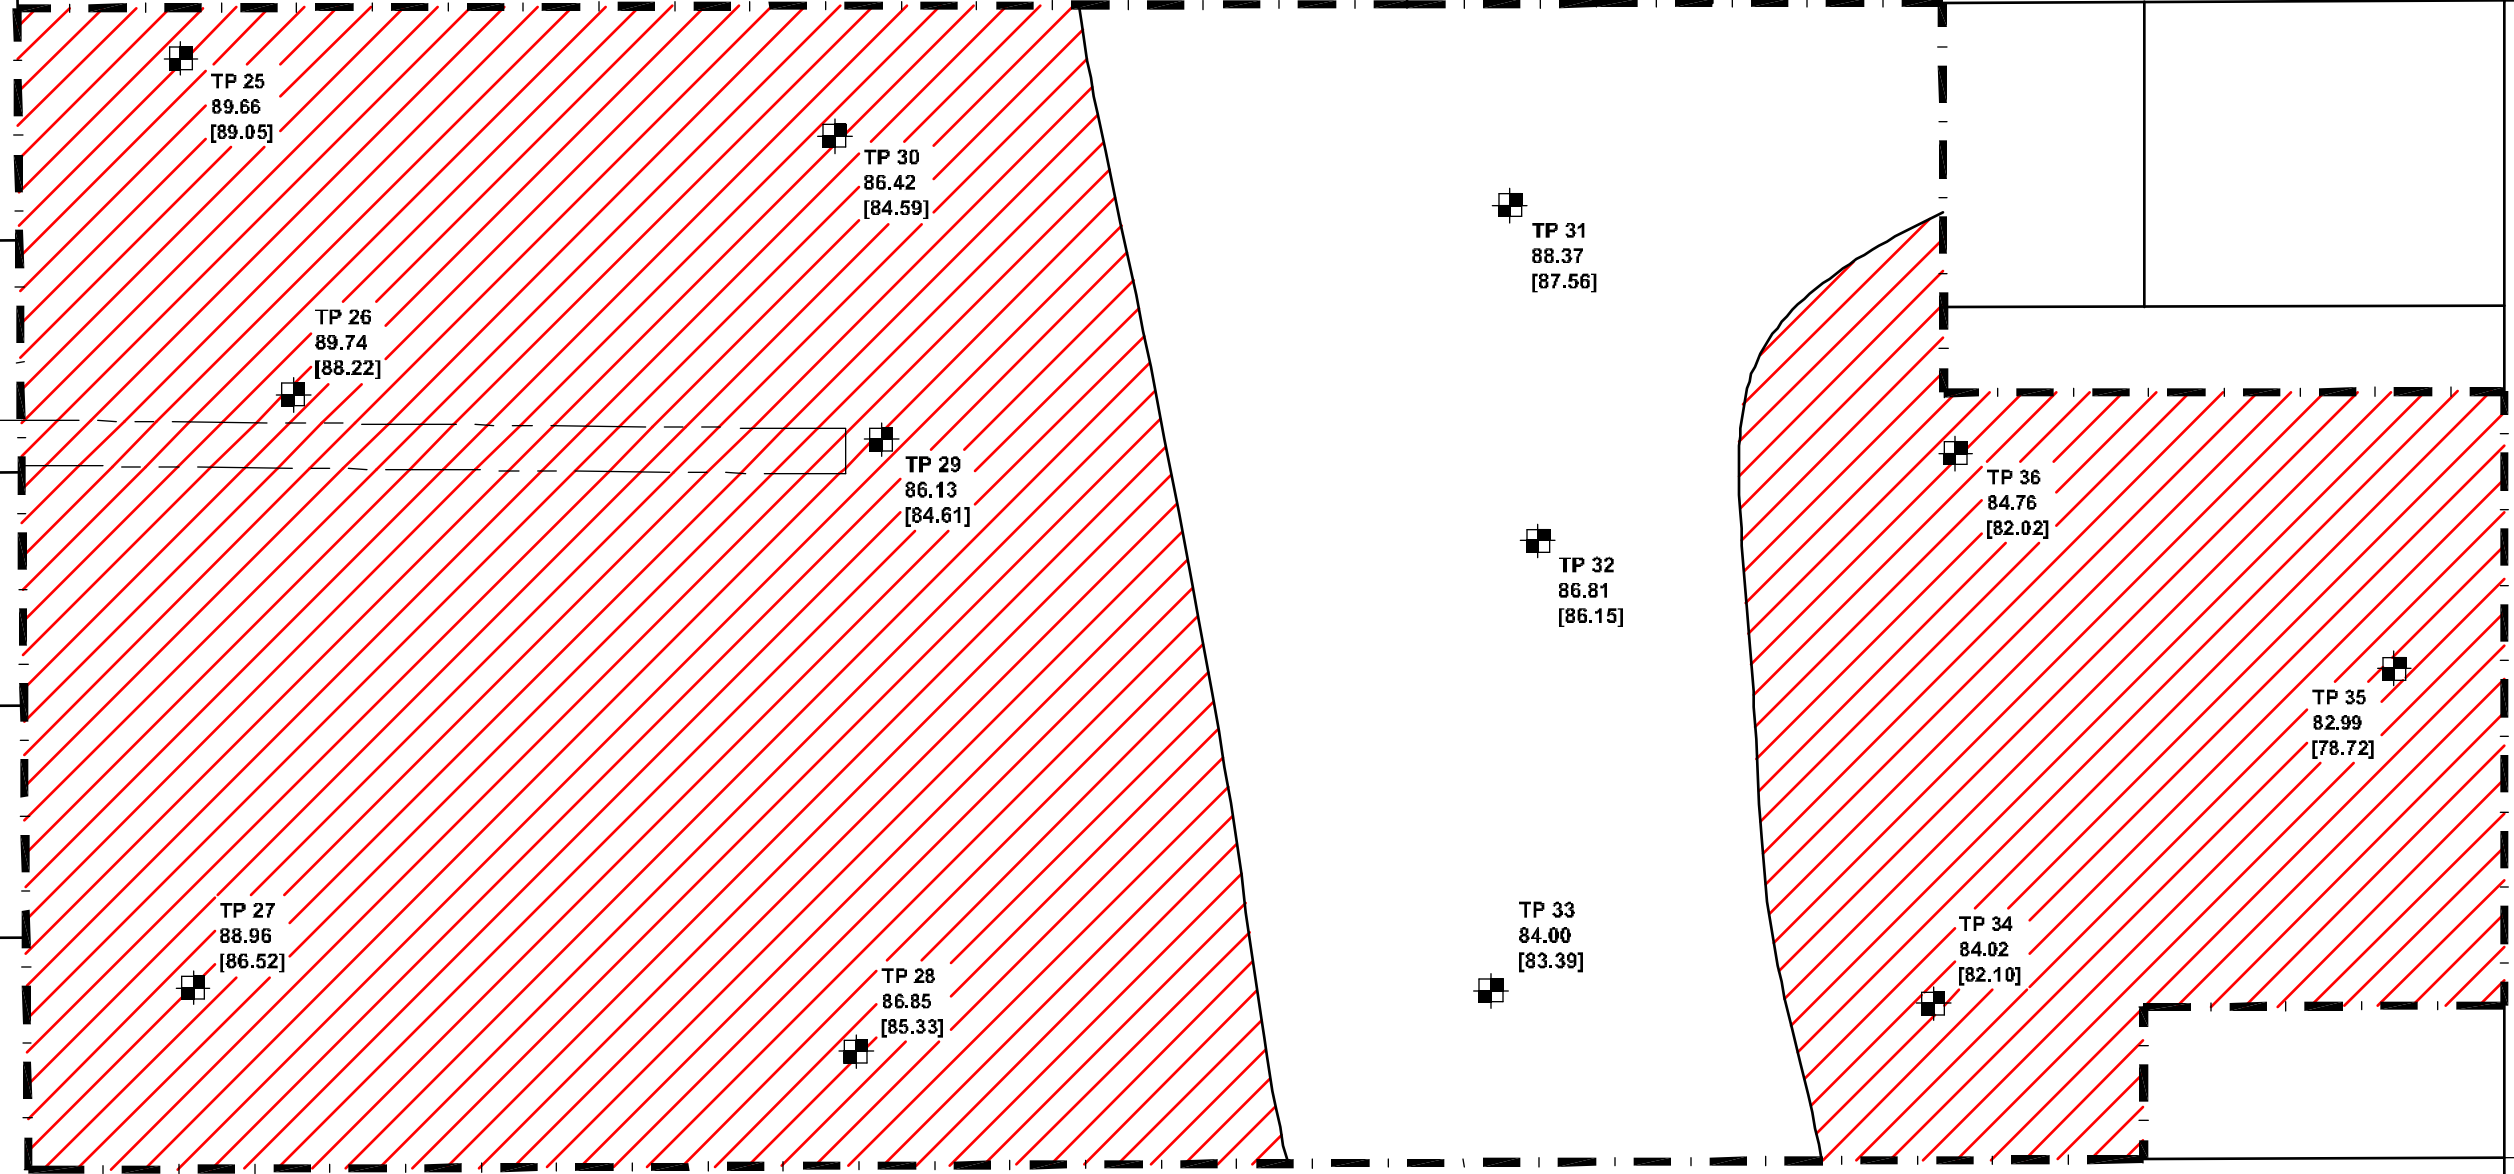 TP 25
89.66
[89.05]
TP 30
86.42
[84.59]
TP 31
88.37
[87.56]
TP 26
89.74
[88.22]
TP 29
86.13
[84.61]
TP 36
84.76
[82.02]
TP 32
86.81
[86.15]
TP 35
82.99
[78.72]
TP 27
88.96
[86.52]
TP 33
84.00
[83.39]
TP 34
84.02
[82.10]
TP 28
86.85
[85.33]